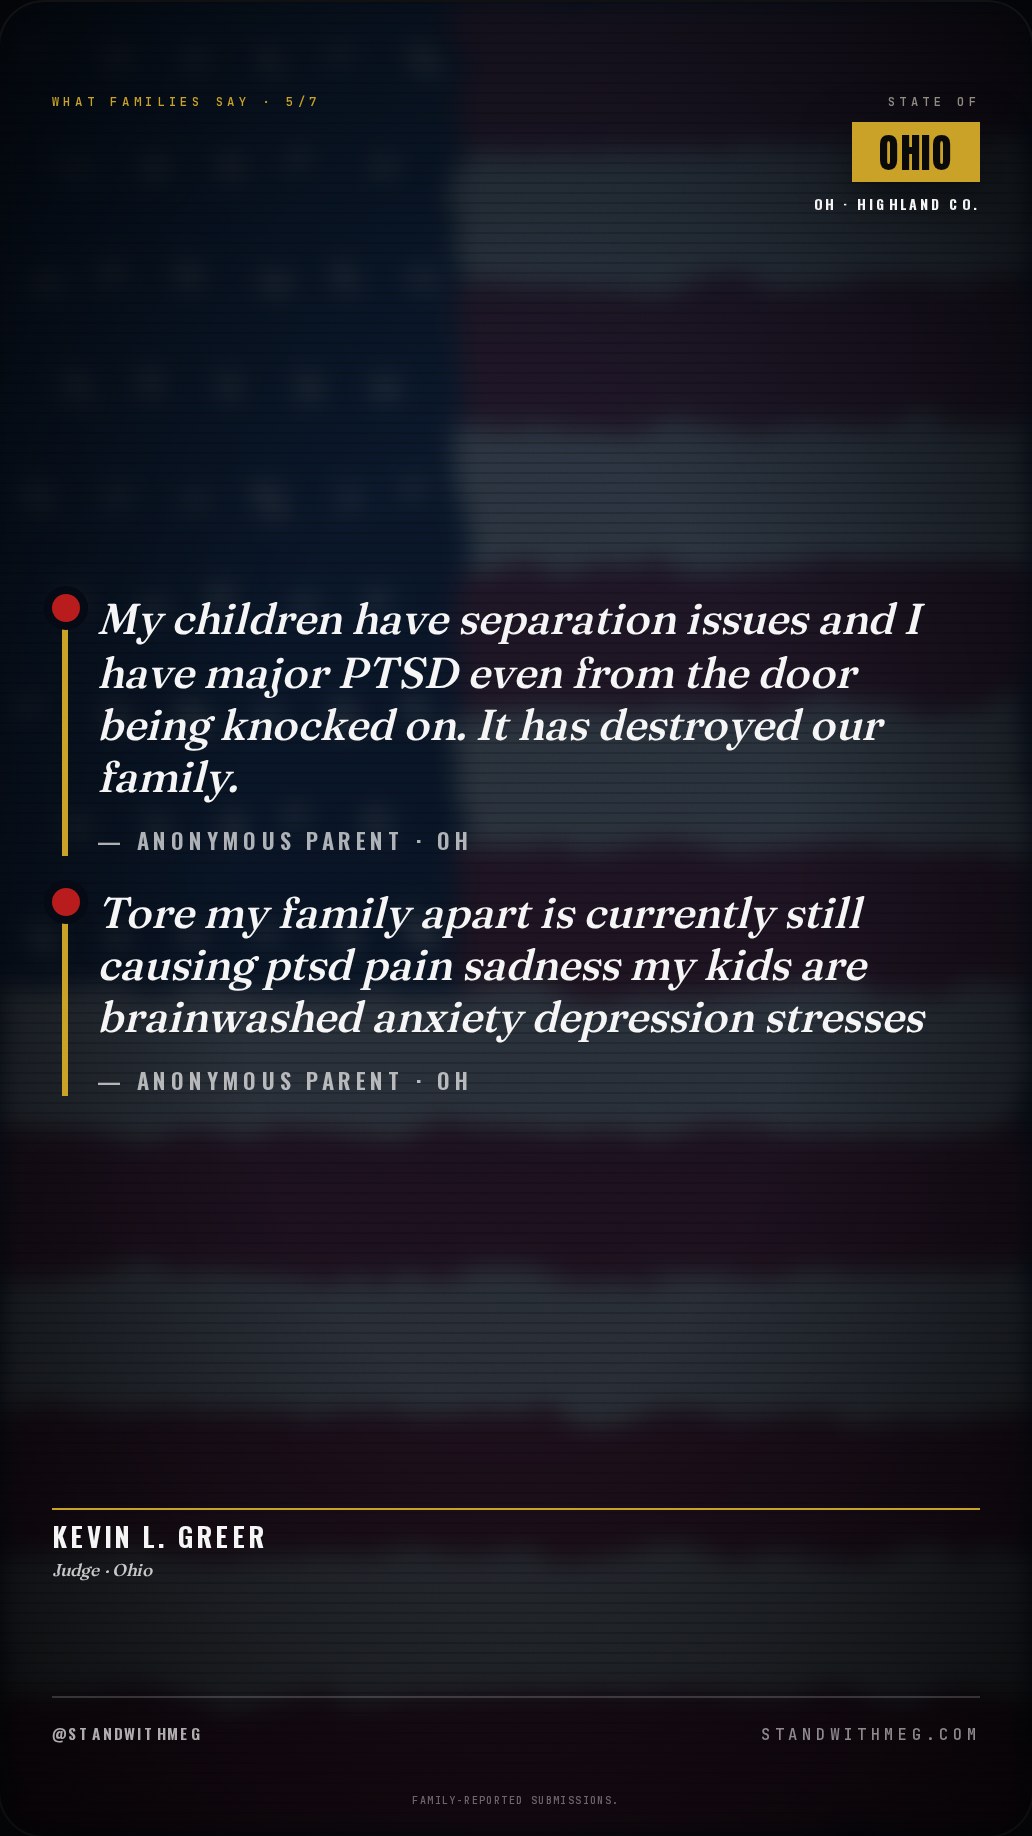 WHAT FAMILIES SAY · 5/7
STATE OF
OHIO
OH · HIGHLAND CO.
My children have separation issues and I
have major PTSD even from the door
being knocked on. It has destroyed our
family.
— ANONYMOUS PARENT · OH
Tore my family apart is currently still
causing ptsd pain sadness my kids are
brainwashed anxiety depression stresses
— ANONYMOUS PARENT · OH
KEVIN L. GREER
Judge · Ohio
@STANDWITHMEG
STANDWITHMEG.COM
FAMILY-REPORTED SUBMISSIONS.